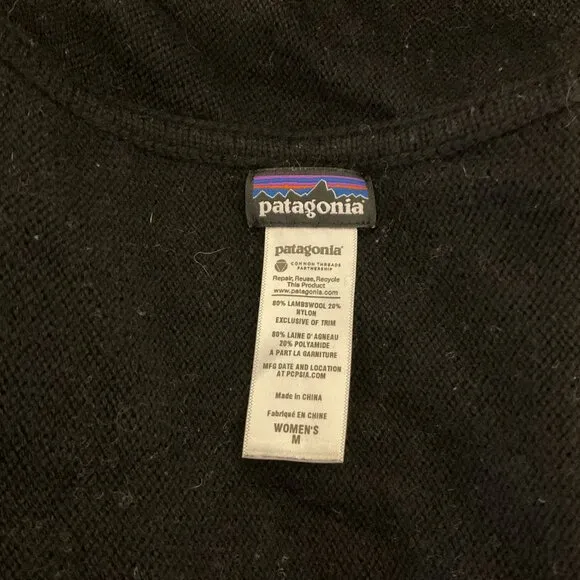 patagonia
patagonia
COMMON THREADS
PARTNERSHIP
Repair, Reuse, Recycle
This Product
www.patagonia.com
80% LAMBSWOOL 20%
NYLON
EXCLUSIVE OF TRIM
80% LAINE D'AGNEAU
20% POLYAMIDE
A PART LA GARNITURE
MFG DATE AND LOCATION
AT PCPSIA.COM
Made in CHINA
Fabriqué EN CHINE
WOMEN'S
M